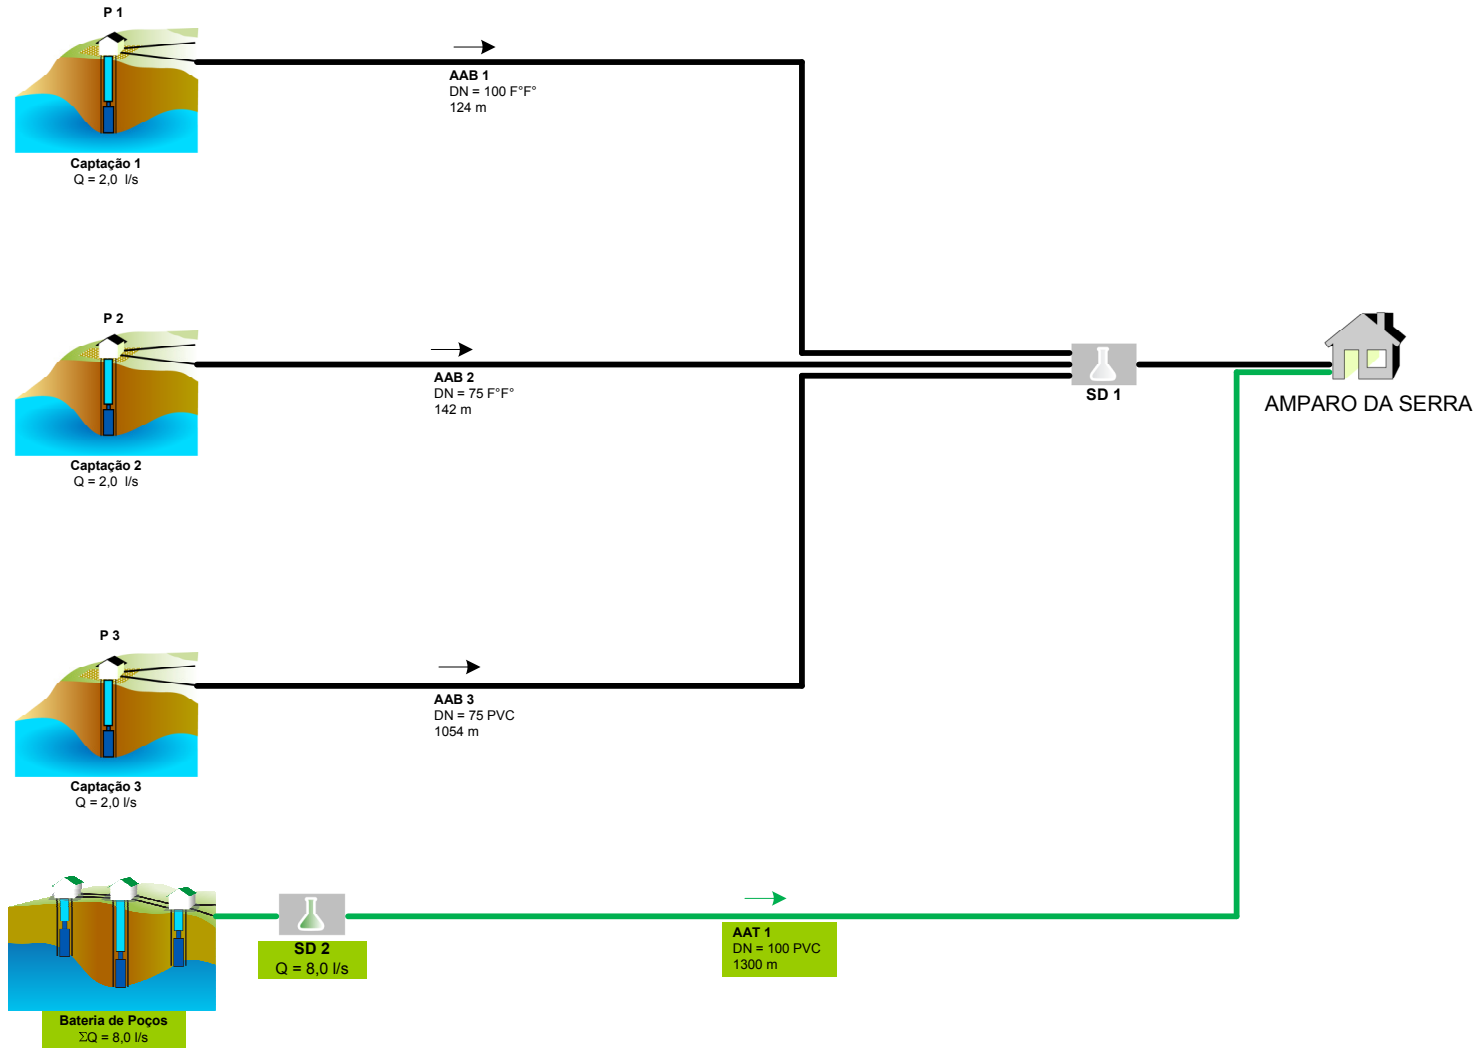 P 1
AAB 1
DN = 100 F°F°
124 m
Captação 1
Q = 2,0 l/s
P 2
AAB 2
DN = 75 F°F°
142 m
Captação 2
Q = 2,0 l/s
SD 1
AMPARO DA SERRA
P 3
AAB 3
DN = 75 PVC
1054 m
Captação 3
Q = 2,0 l/s
SD 2
Q = 8,0 l/s
AAT 1
DN = 100 PVC
1300 m
Bateria de Poços
ΣQ = 8,0 l/s